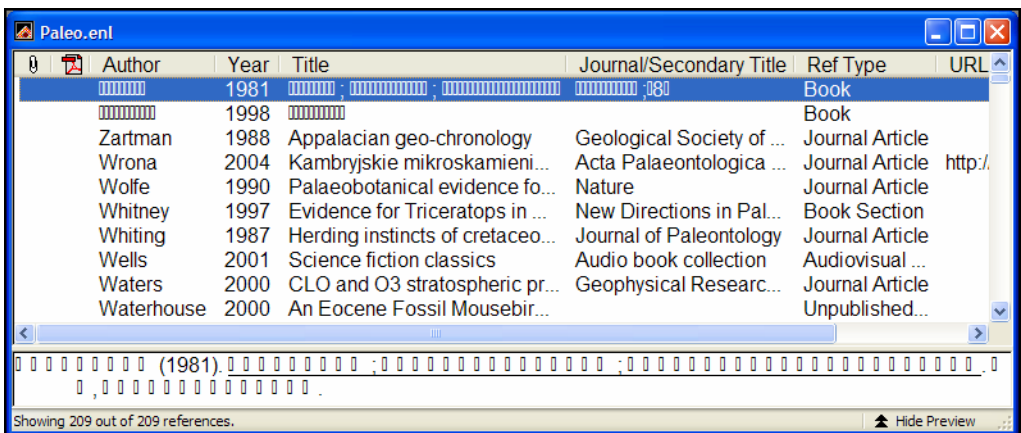 Paleo.enl
Author Year Title Journal/Secondary Title Ref Type URL
1981 ; ; ; 8 Book
1998 Book
Zartman 1988 Appalacian geo-chronology Geological Society of ... Journal Article
Wrona 2004 Kambryjskie mikroskamieni... Acta Palaeontologica ... Journal Article http:/
Wolfe 1990 Palaeobotanical evidence fo... Nature Journal Article
Whitney 1997 Evidence for Triceratops in ... New Directions in Pal... Book Section
Whiting 1987 Herding instincts of cretaceo... Journal of Paleontology Journal Article
Wells 2001 Science fiction classics Audio book collection Audiovisual ...
Waters 2000 CLO and O3 stratospheric pr... Geophysical Researc... Journal Article
Waterhouse 2000 An Eocene Fossil Mousebir... Unpublished...
(1981). ; ; .
, .
Showing 209 out of 209 references. Hide Preview